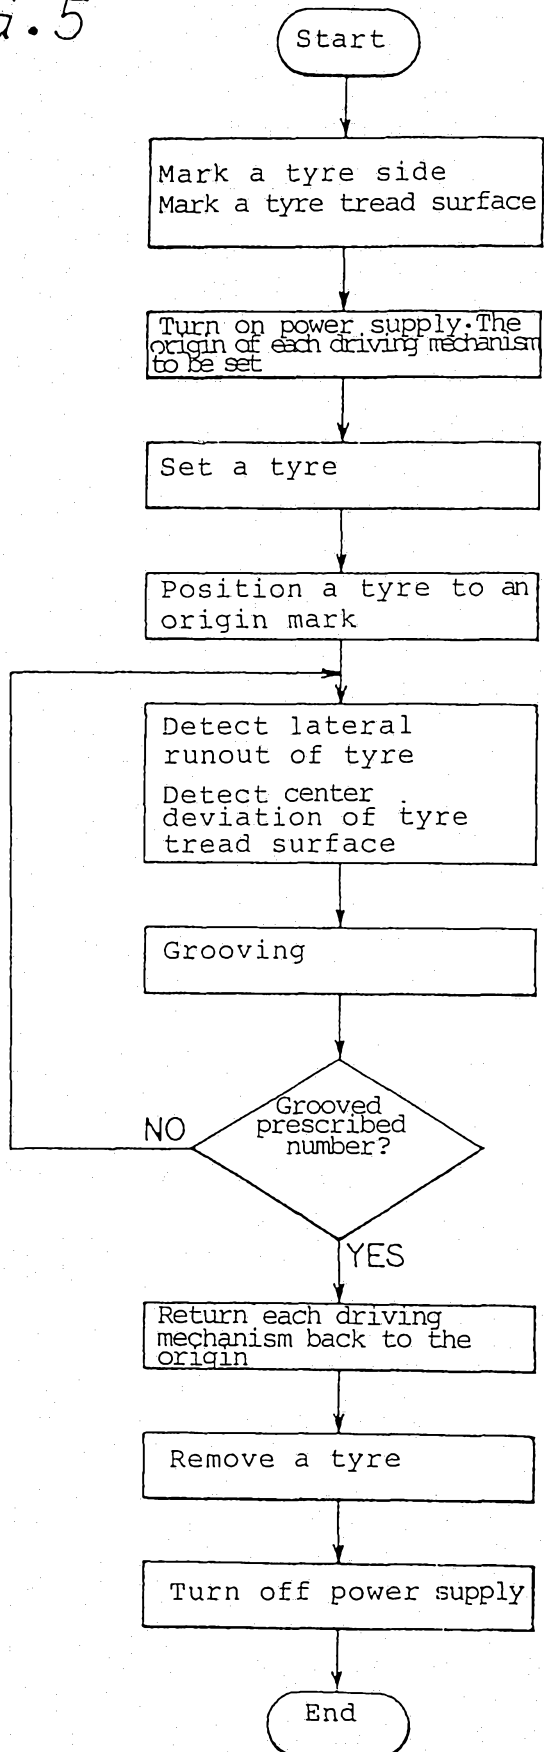 .5
Start
Mark a tyre side
Mark a tyre tread surface
Turn on power supply.The
origin of each driving mechanism
to be set
Set a tyre
Position a tyre to an
origin mark
Detect lateral
runout of tyre
Detect center
deviation of tyre
tread surface
Grooving
Grooved
prescribed
number?
NO
YES
Return each driving
mechanism back to the
origin
Remove a tyre
Turn off power supply
End